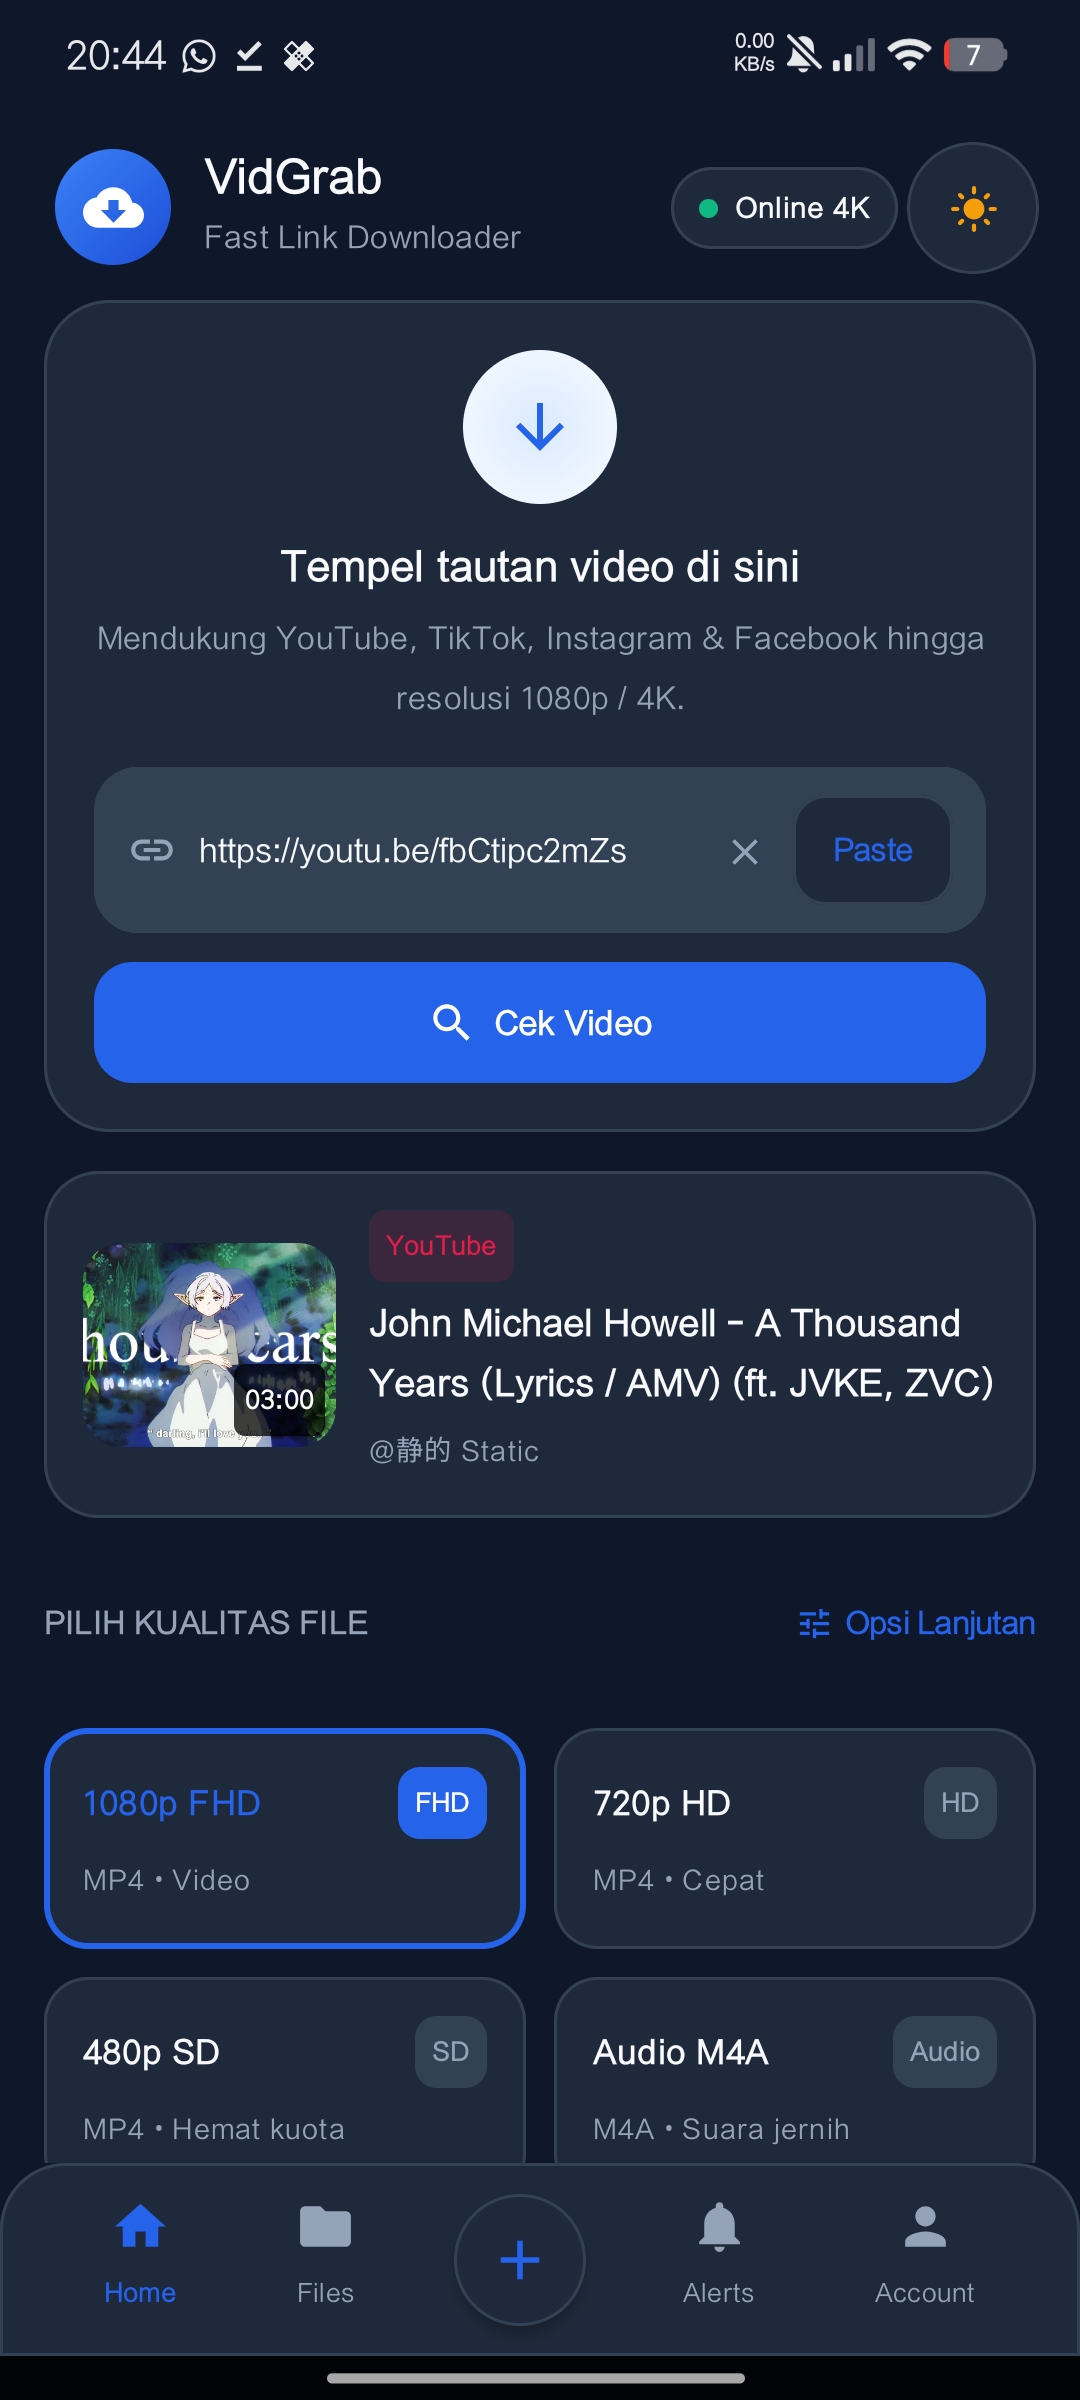 20:44
0.00
KB/s
7
VidGrab
Fast Link Downloader
Online 4K
Tempel tautan video di sini
Mendukung YouTube, TikTok, Instagram & Facebook hingga
resolusi 1080p / 4K.
https://youtu.be/fbCtipc2mZs
Paste
Cek Video
YouTube
John Michael Howell - A Thousand
Years (Lyrics / AMV) (ft. JVKE, ZVC)
@静的 Static
03:00
darling, i'll love
PILIH KUALITAS FILE
Opsi Lanjutan
1080p FHD
FHD
MP4 • Video
720p HD
HD
MP4 • Cepat
480p SD
SD
MP4 • Hemat kuota
Audio M4A
Audio
M4A • Suara jernih
Home
Files
Alerts
Account